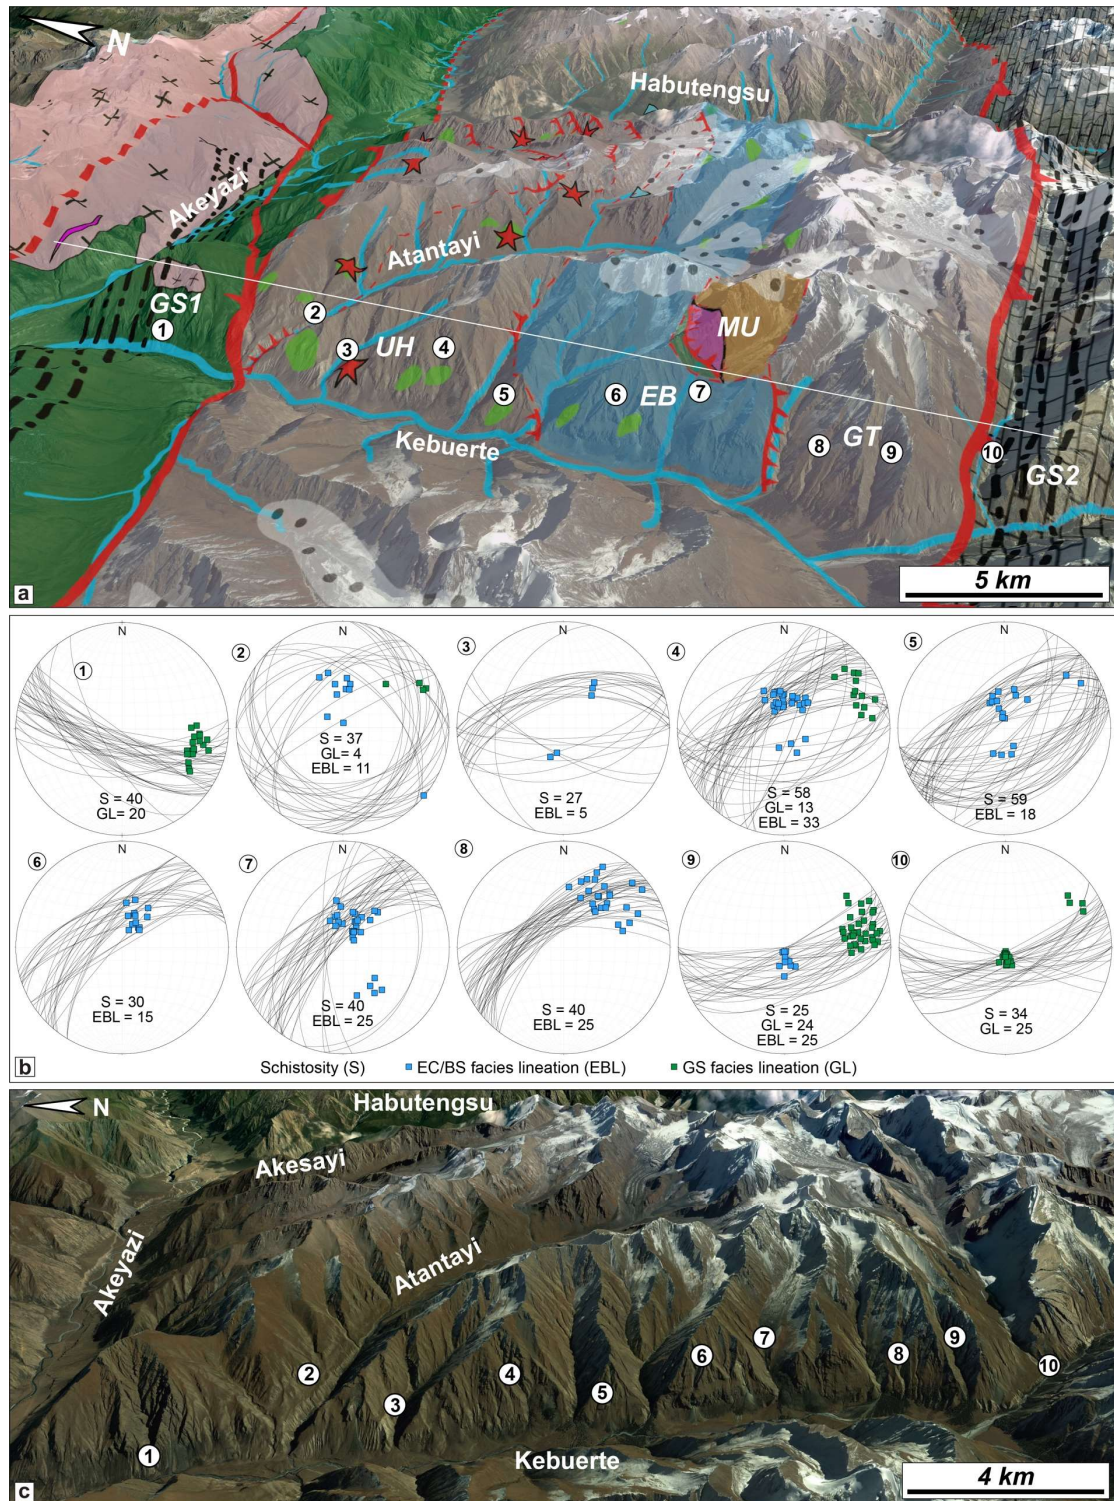 N
Habutengsu
Akeyazi
Atantayi
GS1
1
2
3
UH
4
MU
5
6
EB
7
Kebuerte
8
GT
9
10
GS2
5 km
a
N
1
S = 40
GL= 20
N
2
S = 37
GL= 4
EBL = 11
N
3
S = 27
EBL = 5
N
4
S = 58
GL= 13
EBL = 33
N
5
S = 59
EBL = 18
N
6
S = 30
EBL = 15
N
7
S = 40
EBL = 25
N
8
S = 40
EBL = 25
N
9
S = 25
GL = 24
EBL = 25
N
10
S = 34
GL = 25
b
Schistosity (S)
EC/BS facies lineation (EBL)
GS facies lineation (GL)
N
Habutengsu
Akesayi
Akeyazi
Atantayi
1
2
3
4
5
6
7
8
9
10
Kebuerte
4 km
c